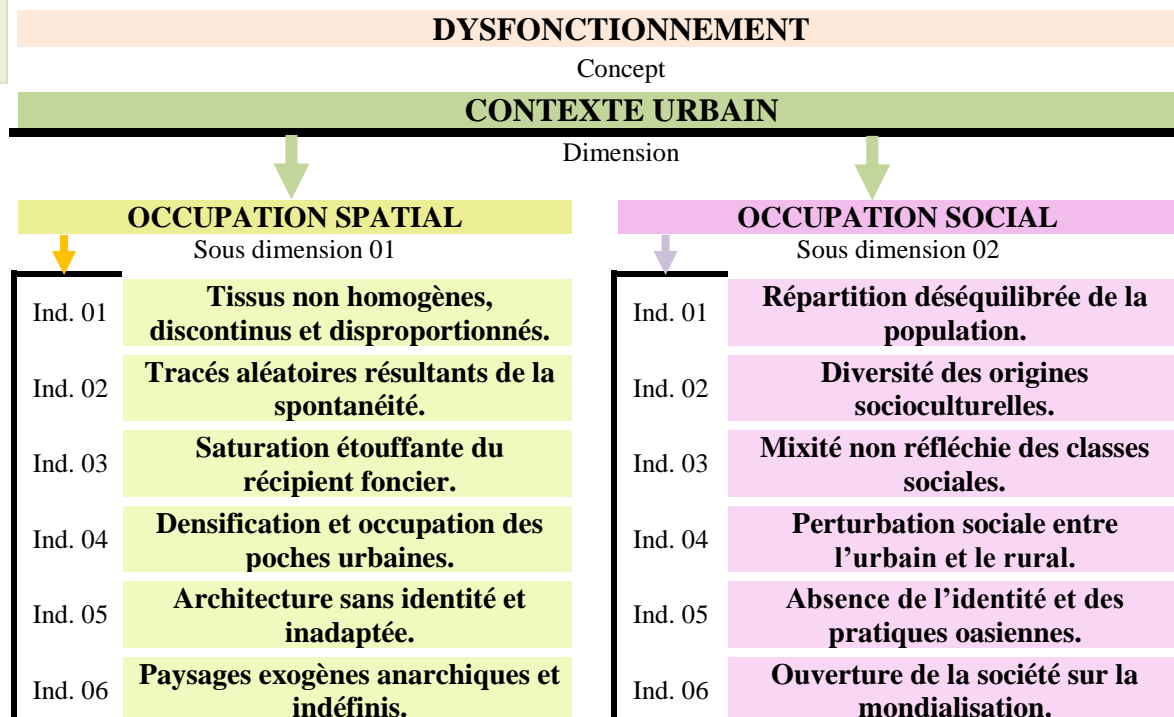 DYSFONCTIONNEMENT
Concept
CONTEXTE URBAIN
Dimension
OCCUPATION SPATIAL
Sous dimension 01
Ind. 01
Tissus non homogènes,
discontinus et disproportionnés.
Ind. 02
Tracés aléatoires résultants de la
spontanéité.
Ind. 03
Saturation étouffante du
récipient foncier.
Ind. 04
Densification et occupation des
poches urbaines.
Ind. 05
Architecture sans identité et
inadaptée.
Ind. 06
Paysages exogènes anarchiques et
indéfinis.
OCCUPATION SOCIAL
Sous dimension 02
Ind. 01
Répartition déséquilibrée de la
population.
Ind. 02
Diversité des origines
socioculturelles.
Ind. 03
Mixité non réfléchie des classes
sociales.
Ind. 04
Perturbation sociale entre
l’urbain et le rural.
Ind. 05
Absence de l’identité et des
pratiques oasiennes.
Ind. 06
Ouverture de la société sur la
mondialisation.